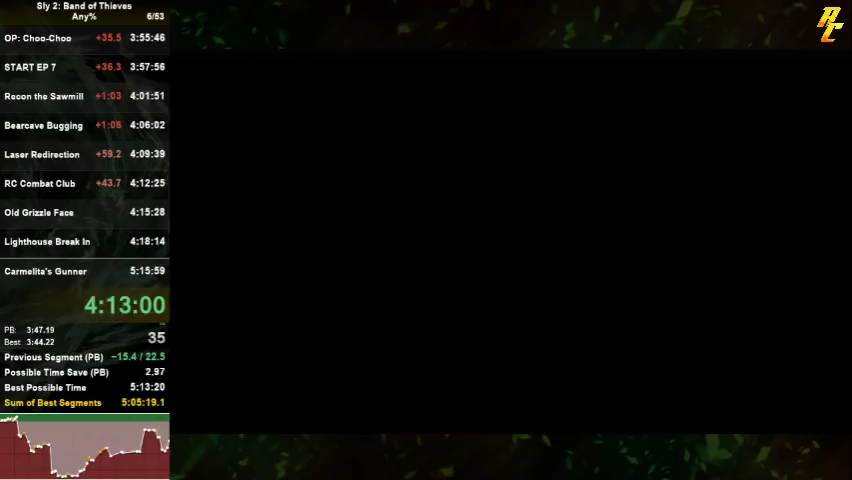 Sly 2: Band of Thieves
Any% 6/53
OP: Choo-Choo +35.5 3:55:46
START EP 7 +36.3 3:57:56
Recon the Sawmill +1:03 4:01:51
Bearcave Bugging +1:06 4:06:02
Laser Redirection +59.2 4:09:39
RC Combat Club +43.7 4:12:25
Old Grizzle Face 4:15:28
Lighthouse Break In 4:18:14
Carmelita's Gunner 5:15:59
4:13:00
PB: 3:47.19
Best: 3:44.22
35
Previous Segment (PB) −15.4 / 22.5
Possible Time Save (PB) 2.97
Best Possible Time 5:13:20
Sum of Best Segments 5:05:19.1